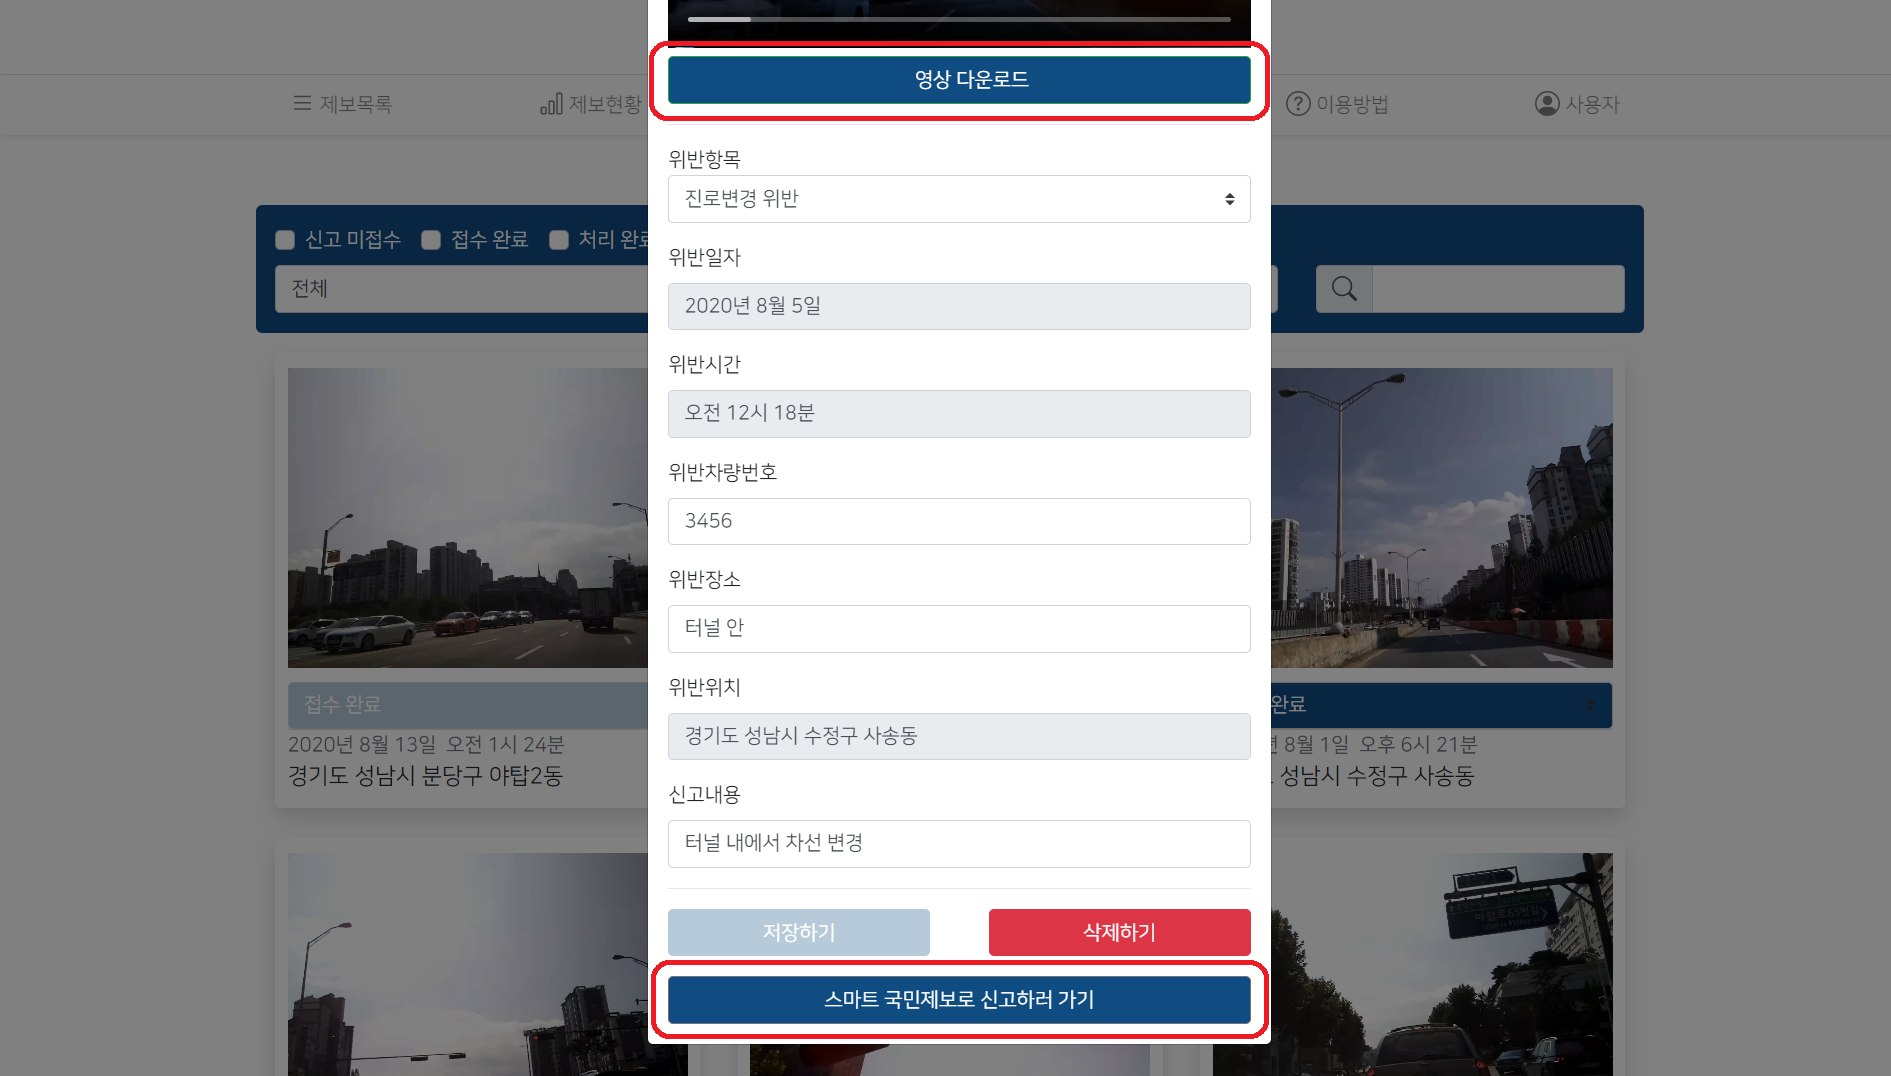 영상 다운로드
제보목록
제보현황
이용방법
사용자
위반항목
진로변경 위반
신고 미접수
접수 완료
처리 완료
전체
위반일자
2020년 8월 5일
위반시간
오전 12시 18분
위반차량번호
3456
위반장소
터널 안
위반위치
경기도 성남시 수정구 사송동
신고내용
터널 내에서 차선 변경
저장하기
삭제하기
스마트 국민제보로 신고하러 가기
접수 완료
2020년 8월 13일 오전 1시 24분
경기도 성남시 분당구 야탑2동
완료
8월 1일 오후 6시 21분
성남시 수정구 사송동